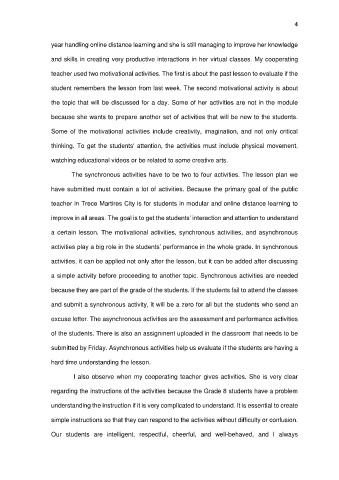 4
year handling online distance learning and she is still managing to improve her knowledge
and skills in creating very productive interactions in her virtual classes. My cooperating
teacher used two motivational activities. The first is about the past lesson to evaluate if the
student remembers the lesson from last week. The second motivational activity is about
the topic that will be discussed for a day. Some of her activities are not in the module
because she wants to prepare another set of activities that will be new to the students.
Some of the motivational activities include creativity, imagination, and not only critical
thinking. To get the students' attention, the activities must include physical movement,
watching educational videos or be related to some creative arts.
The synchronous activities have to be two to four activities. The lesson plan we
have submitted must contain a lot of activities. Because the primary goal of the public
teacher in Trece Martires City is for students in modular and online distance learning to
improve in all areas. The goal is to get the students' interaction and attention to understand
a certain lesson. The motivational activities, synchronous activities, and asynchronous
activities play a big role in the students' performance in the whole grade. In synchronous
activities, it can be applied not only after the lesson, but it can be added after discussing
a simple activity before proceeding to another topic. Synchronous activities are needed
because they are part of the grade of the students. If the students fail to attend the classes
and submit a synchronous activity, It will be a zero for all but the students who send an
excuse letter. The asynchronous activities are the assessment and performance activities
of the students. There is also an assignment uploaded in the classroom that needs to be
submitted by Friday. Asynchronous activities help us evaluate if the students are having a
hard time understanding the lesson.
I also observe when my cooperating teacher gives activities. She is very clear
regarding the instructions of the activities because the Grade 8 students have a problem
understanding the instruction if it is very complicated to understand. It is essential to create
simple instructions so that they can respond to the activities without difficulty or confusion.
Our students are intelligent, respectful, cheerful, and well-behaved, and I always